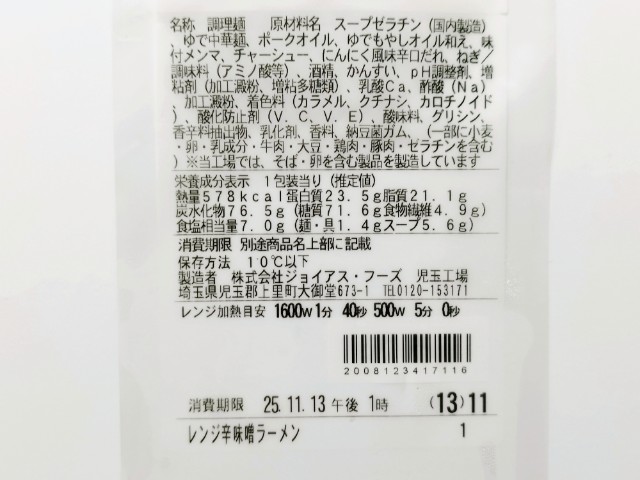 名称 調理麺 原材料名 スープゼラチン(国内製造)
、ゆで中華麺、ポークオイル、ゆでもやしオイル和え、味
付メンマ、チャーシュー、にんにく風味辛口だれ、ねぎ/
調味料(アミノ酸等)、酒精、かんすい、pH調整剤、増
粘剤(加工澱粉、増粘多糖類)、乳酸Ca、酢酸(Na)
、加工澱粉、着色料(カラメル、クチナシ、カロチノイド
)、酸化防止剤(V.C、V.E)、酸味料、グリシン、
香辛料抽出物、乳化剤、香料、納豆菌ガム、(一部に小麦
・卵・乳成分・牛肉・大豆・鶏肉・豚肉・ゼラチンを含む
)※当工場では、そば・卵を含む製品を製造しています
栄養成分表示 1包装当り(推定値)
熱量578kcal蛋白質23.5g脂質21.1g
炭水化物76.5g(糖質71.6g食物繊維4.9g)
食塩相当量7.0g(麺・具1.4gスープ5.6g)
消費期限 別途商品名上部に記載
保存方法 10℃以下
製造者 株式会社ジョイアス・フーズ 児玉工場
埼玉県児玉郡上里町大御堂673-1 TEL0120-153171
レンジ加熱目安 1600W 1分 40秒 500W 5分 0秒
2008123417116
消費期限 25.11.13 午後 1時 (13)11
レンジ辛味噌ラーメン 1